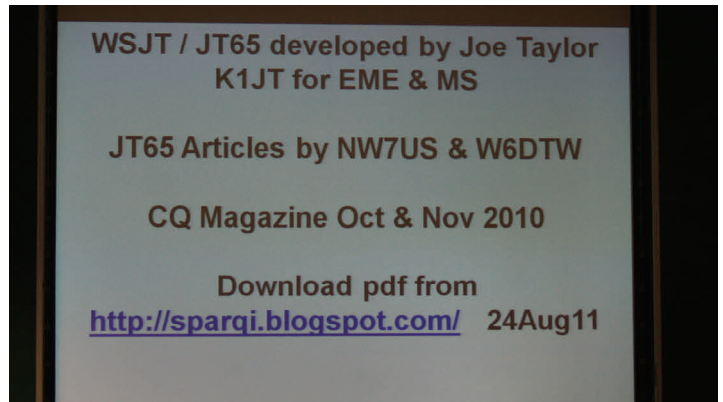 WSJT / JT65 developed by Joe Taylor
K1JT for EME & MS
JT65 Articles by NW7US & W6DTW
CQ Magazine Oct & Nov 2010
Download pdf from
http://sparqi.blogspot.com/ 24Aug11